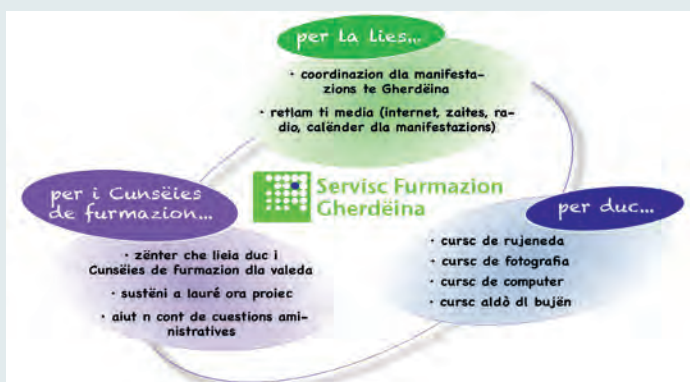 per la lies...
• coordinazion dla manifesta-
zions te Gherdëina
• retlam ti media (internet, zaites, ra-
dio, calënder dla manifestazions)
per i Cunsëies
de furmazion...
Servisc Furmazion
Gherdëina
per duc...
• zënter che lieia duc i
Cunsëies de furmazion dla valeda
• sustëni a lauré ora proiec
• aiut n cont de cuestions ami-
nistratives
• cursc de rujeneda
• cursc de fotografia
• cursc de computer
• cursc aldò dl bujën